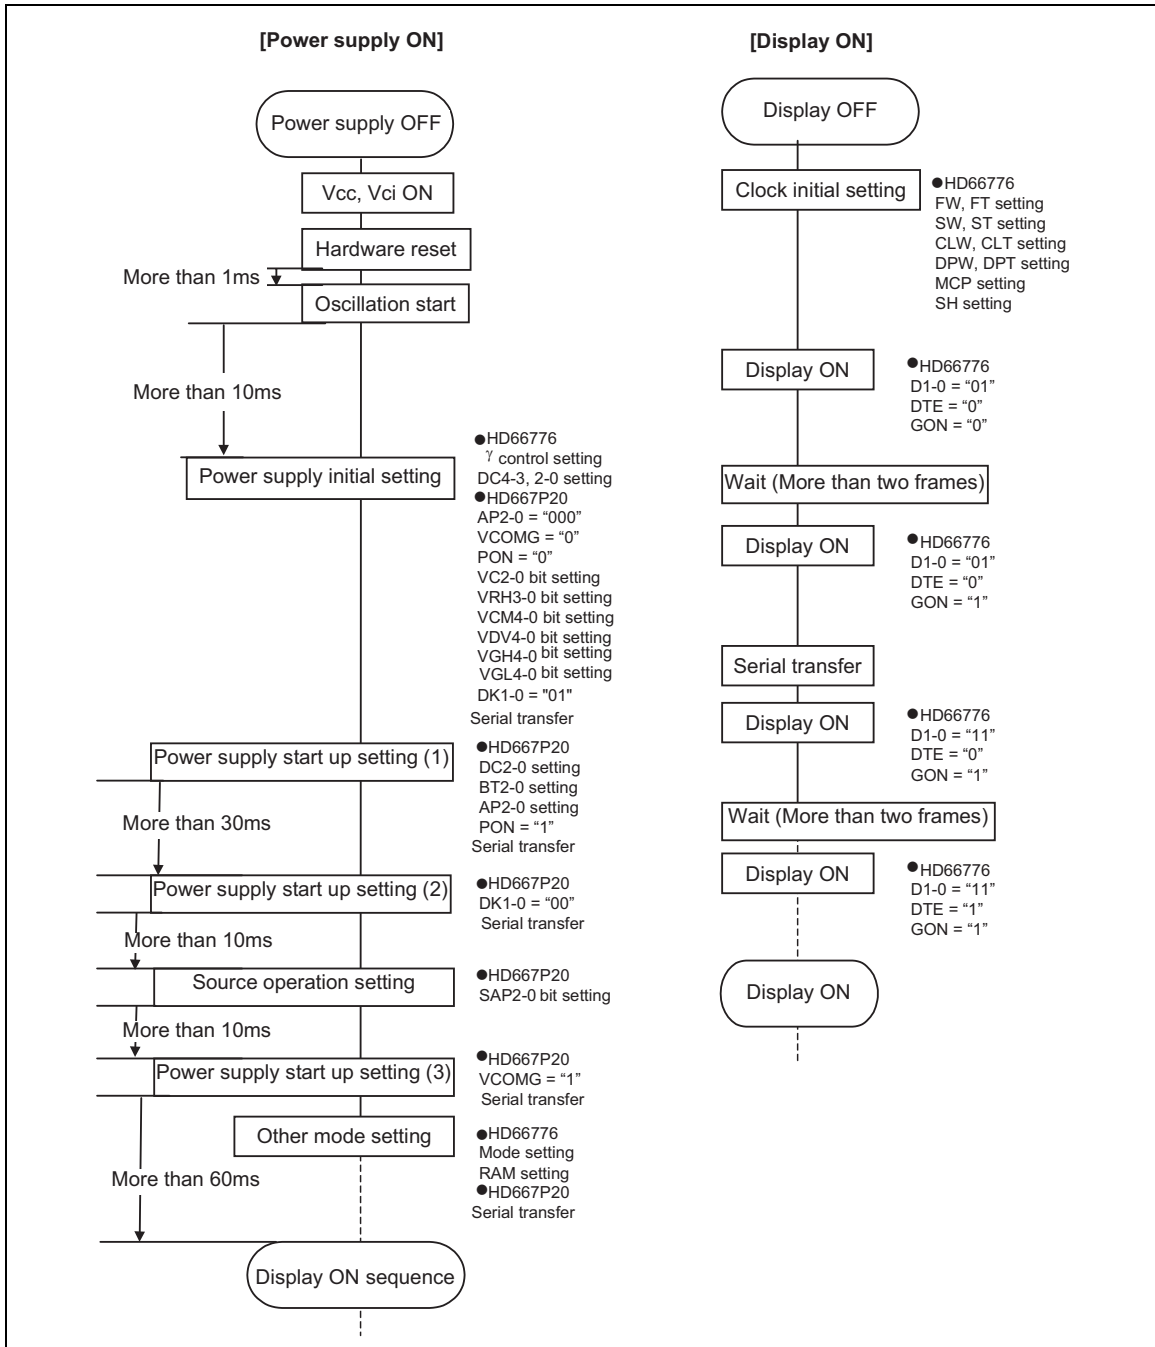 [Power supply ON]
Power supply OFF
Vcc, Vci ON
Hardware reset
More than 1ms
Oscillation start
More than 10ms
Power supply initial setting
●HD66776
γ control setting
DC4-3, 2-0 setting
●HD667P20
AP2-0 = “000”
VCOMG = “0”
PON = “0”
VC2-0 bit setting
VRH3-0 bit setting
VCM4-0 bit setting
VDV4-0 bit setting
VGH4-0 bit setting
VGL4-0 bit setting
DK1-0 = "01"
Serial transfer
Power supply start up setting (1)
●HD667P20
DC2-0 setting
BT2-0 setting
AP2-0 setting
PON = “1”
Serial transfer
More than 30ms
Power supply start up setting (2)
●HD667P20
DK1-0 = “00”
Serial transfer
More than 10ms
Source operation setting
●HD667P20
SAP2-0 bit setting
More than 10ms
Power supply start up setting (3)
●HD667P20
VCOMG = “1”
Serial transfer
Other mode setting
●HD66776
Mode setting
RAM setting
●HD667P20
Serial transfer
More than 60ms
Display ON sequence
[Display ON]
Display OFF
Clock initial setting
●HD66776
FW, FT setting
SW, ST setting
CLW, CLT setting
DPW, DPT setting
MCP setting
SH setting
Display ON
●HD66776
D1-0 = “01”
DTE = “0”
GON = “0”
Wait (More than two frames)
Display ON
●HD66776
D1-0 = “01”
DTE = “0”
GON = “1”
Serial transfer
Display ON
●HD66776
D1-0 = “11”
DTE = “0”
GON = “1”
Wait (More than two frames)
Display ON
●HD66776
D1-0 = “11”
DTE = “1”
GON = “1”
Display ON